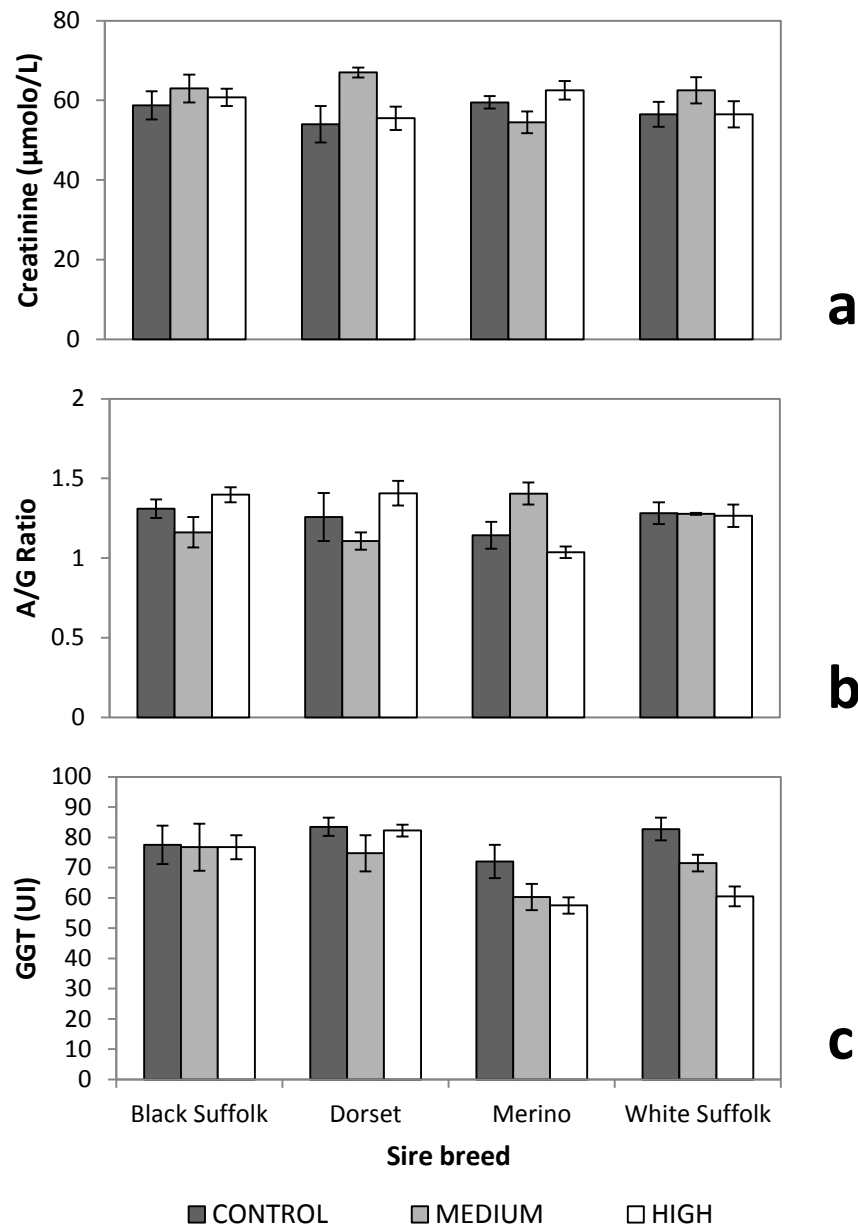 80
60
40
20
0
Creatinine (µmolo/L)
a
2
1.5
1
0.5
0
A/G Ratio
b
100
90
80
70
60
50
40
30
20
10
0
GGT (UI)
c
Black Suffolk Dorset Merino White Suffolk
Sire breed
CONTROL MEDIUM HIGH